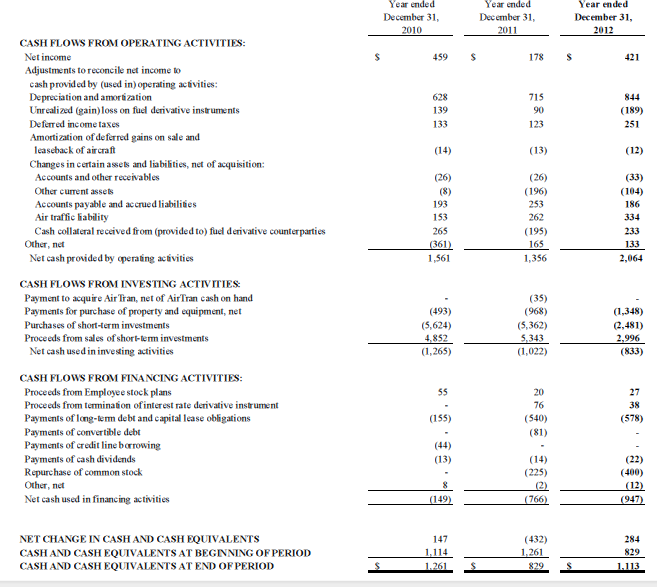 Year ended Year ended Year ended
December 31, December 31, December 31,
2010 2011 2012
CASH FLOWS FROM OPERATING ACTIVITIES:
Net income $ 459 $ 178 $ 421
Adjustments to reconcile net income to
cash provided by (used in) operating activities:
Depreciation and amortization 628 715 844
Unrealized (gain) loss on fuel derivative instruments 139 90 (189)
Deferred income taxes 133 123 251
Amortization of deferred gains on sale and
leaseback of aircraft (14) (13) (12)
Changes in certain assets and liabilities, net of acquisition:
Accounts and other receivables (26) (26) (33)
Other current assets (8) (196) (104)
Accounts payable and accrued liabilities 193 253 186
Air traffic liability 153 262 334
Cash collateral received from (provided to) fuel derivative counterparties 265 (195) 233
Other, net (361) 165 133
Net cash provided by operating activities 1,561 1,356 2,064
CASH FLOWS FROM INVESTING ACTIVITIES:
Payment to acquire AirTran, net of AirTran cash on hand - (35) -
Payments for purchase of property and equipment, net (493) (968) (1,348)
Purchases of short-term investments (5,624) (5,362) (2,481)
Proceeds from sales of short-term investments 4,852 5,343 2,996
Net cash used in investing activities (1,265) (1,022) (833)
CASH FLOWS FROM FINANCING ACTIVITIES:
Proceeds from Employee stock plans 55 20 27
Proceeds from termination of interest rate derivative instrument - 76 38
Payments of long-term debt and capital lease obligations (155) (540) (578)
Payments of convertible debt - (81) -
Payments of credit line borrowing (44) - -
Payments of cash dividends (13) (14) (22)
Repurchase of common stock - (225) (400)
Other, net 8 (2) (12)
Net cash used in financing activities (149) (766) (947)
NET CHANGE IN CASH AND CASH EQUIVALENTS 147 (432) 284
CASH AND CASH EQUIVALENTS AT BEGINNING OF PERIOD 1,114 1,261 829
CASH AND CASH EQUIVALENTS AT END OF PERIOD $ 1,261 $ 829 $ 1,113